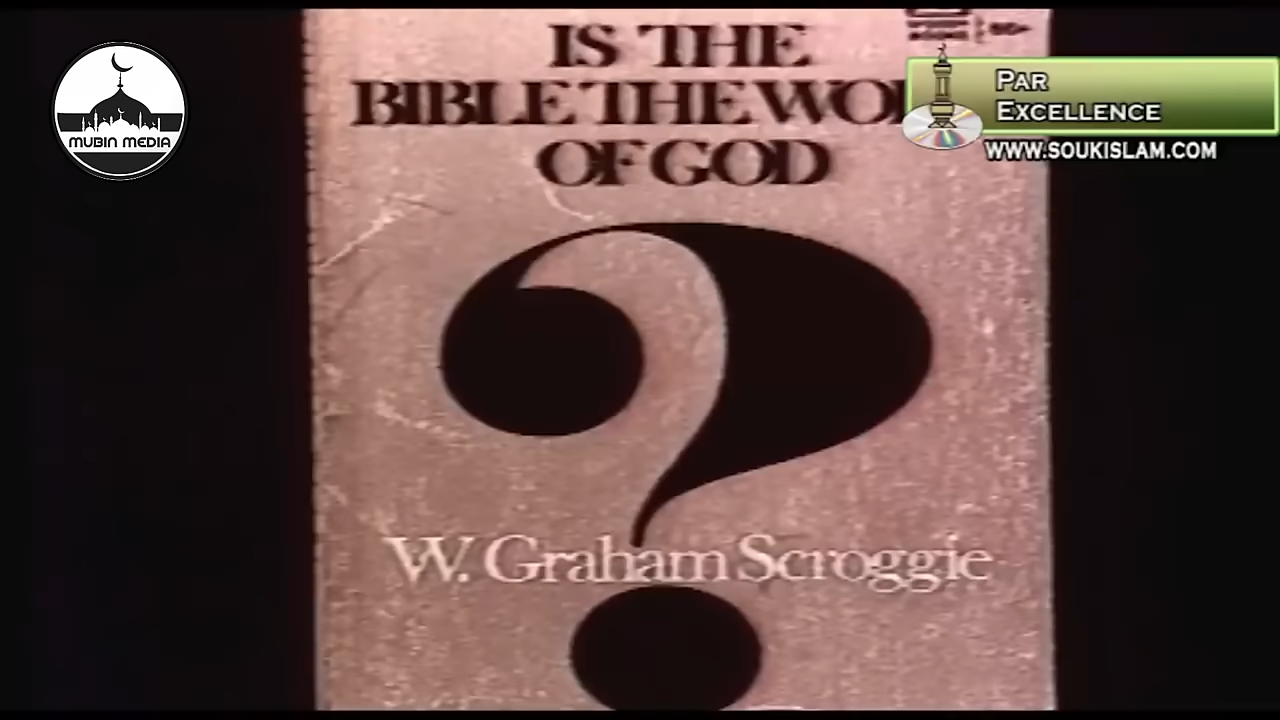 IS THE
BIBLE THE WO
OF GOD
W. Graham Scroggie
MUBIN MEDIA
PAR
EXCELLENCE
WWW.SOUKISLAM.COM